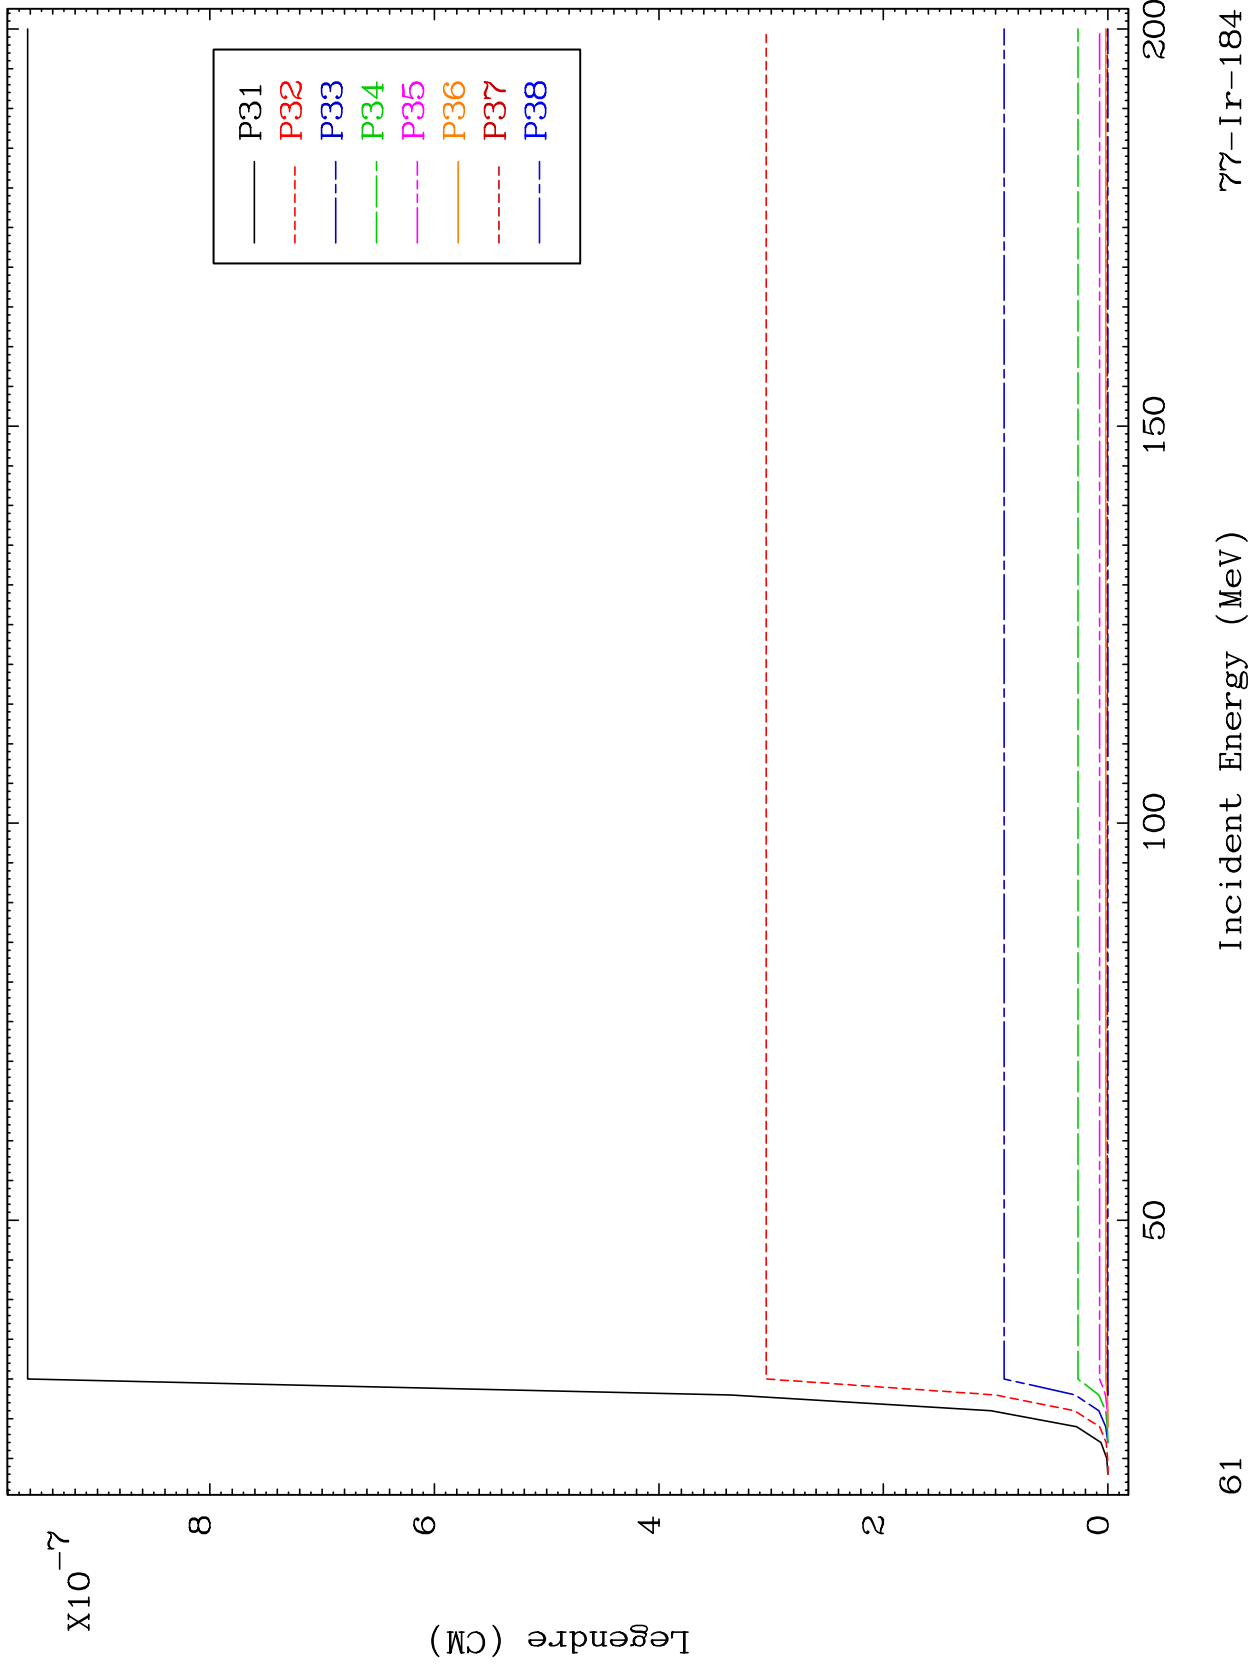 X10-7
8
6
4
2
0
Legendre (CM)
P31
P32
P33
P34
P35
P36
P37
P38
50
100
150
200
Incident Energy (MeV)
61
77-Ir-184